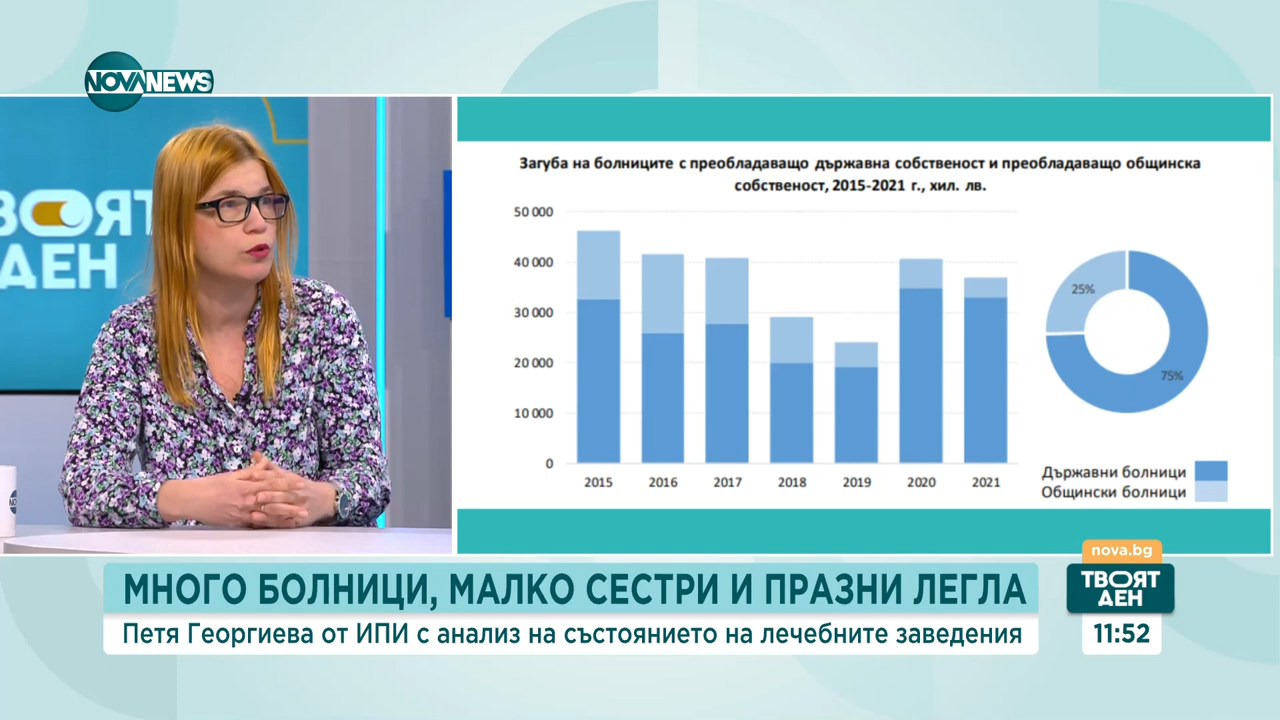 NOVANEWS
ВОЯТ
ДЕН
Загуба на болниците с преобладаващо държавна собственост и преобладаващо общинска
собственост, 2015-2021 г., хил. лв.
50 000
40 000
30 000
20 000
10 000
0
2015 2016 2017 2018 2019 2020 2021
25%
75%
Държавни болници
Общински болници
nova.bg
ТВОЯТ
ДЕН
11:52
МНОГО БОЛНИЦИ, МАЛКО СЕСТРИ И ПРАЗНИ ЛЕГЛА
Петя Георгиева от ИПИ с анализ на състоянието на лечебните заведения